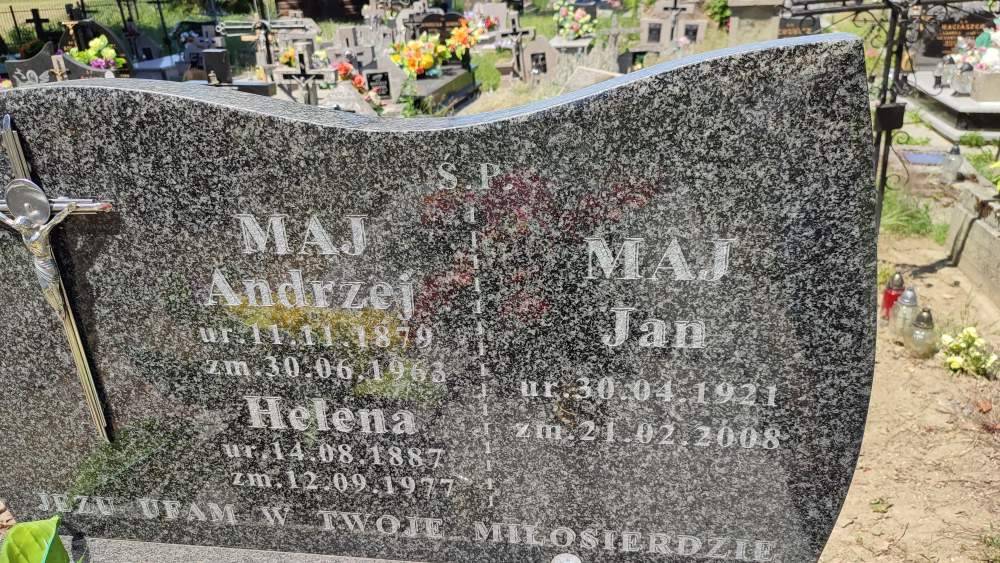 Ś P.
MAJ
Andrzej
ur.11.11.1879
zm.30.06.1963
Helena
ur.14.08.1887
zm.12.09.1977
MAJ
Jan
ur.30.04.1921
zm.21.02.2008
JEZU UFAM W TWOJE MIŁOSIERDZIE